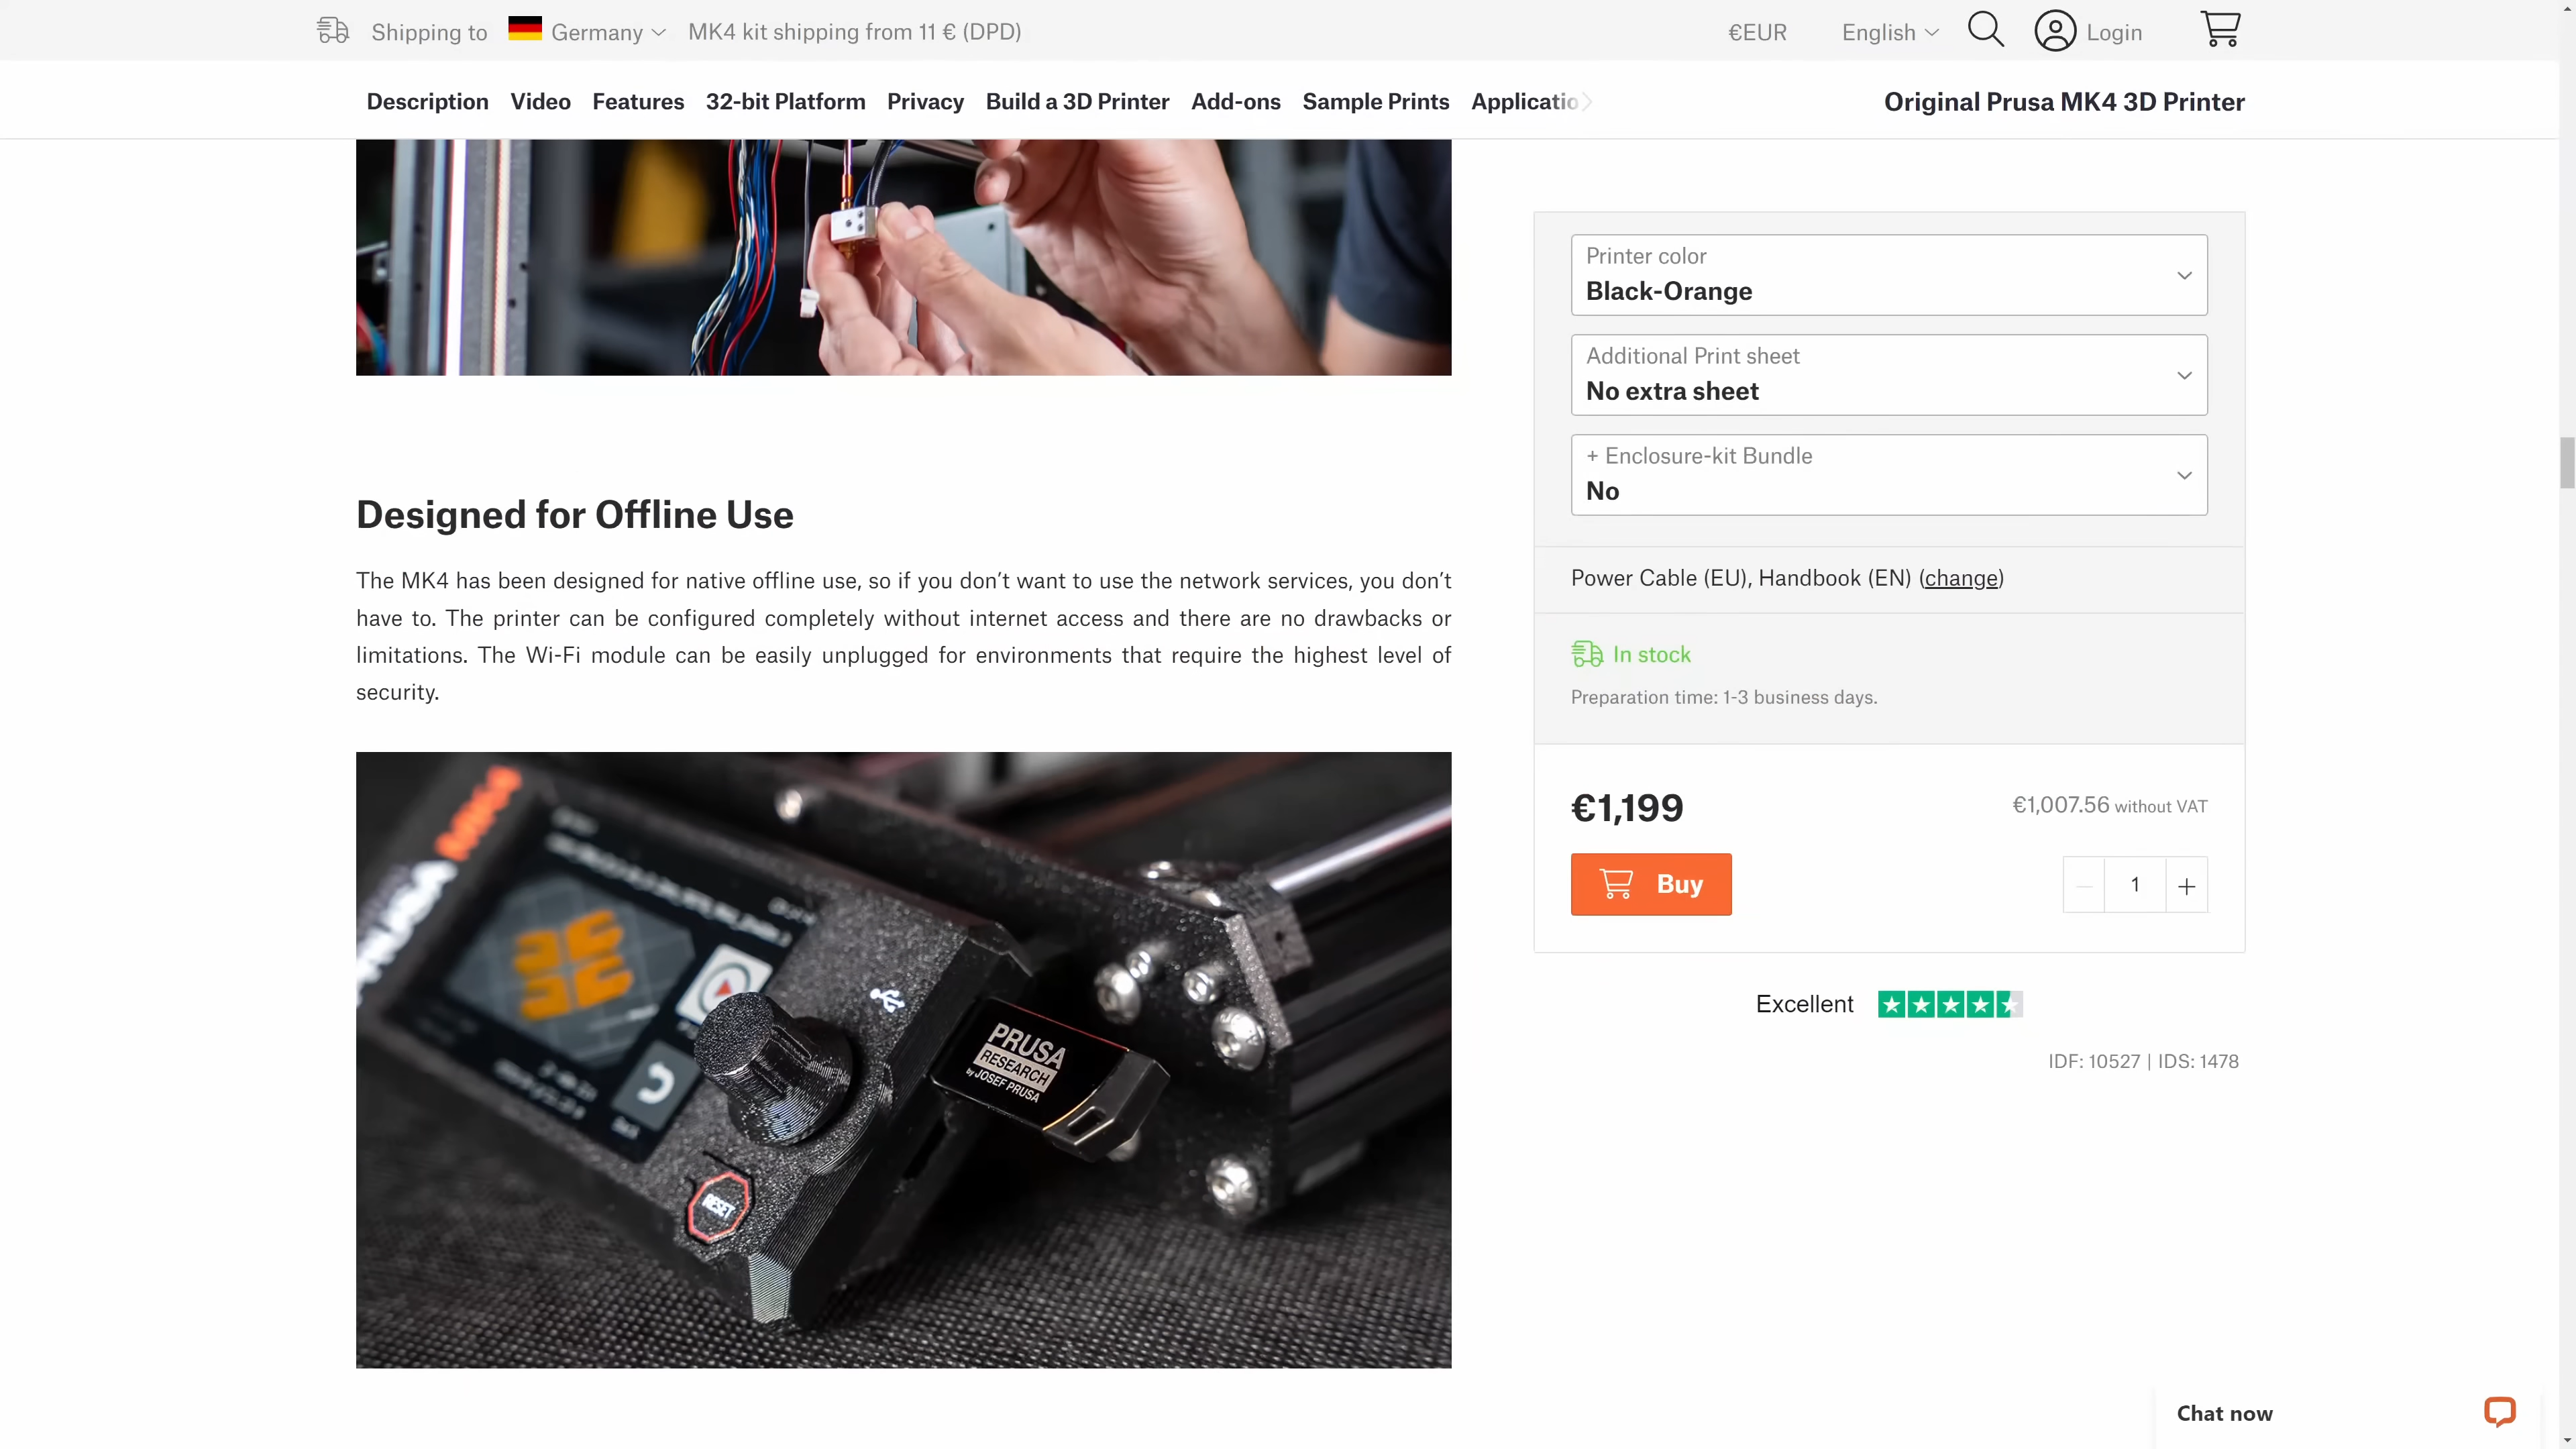 Shipping to Germany MK4 kit shipping from 11 € (DPD) €EUR English Login
Description Video Features 32-bit Platform Privacy Build a 3D Printer Add-ons Sample Prints Applicatio Original Prusa MK4 3D Printer
Printer color
Black-Orange
Additional Print sheet
No extra sheet
+ Enclosure-kit Bundle
No
Power Cable (EU), Handbook (EN) (change)
In stock
Preparation time: 1-3 business days.
€1,199 €1,007.56 without VAT
Buy 1 +
Excellent
IDF: 10527 | IDS: 1478
Designed for Offline Use
The MK4 has been designed for native offline use, so if you don’t want to use the network services, you don’t
have to. The printer can be configured completely without internet access and there are no drawbacks or
limitations. The Wi-Fi module can be easily unplugged for environments that require the highest level of
security.
PRUSA
RESEARCH
by JOSEF PRUSA
RESET
Chat now